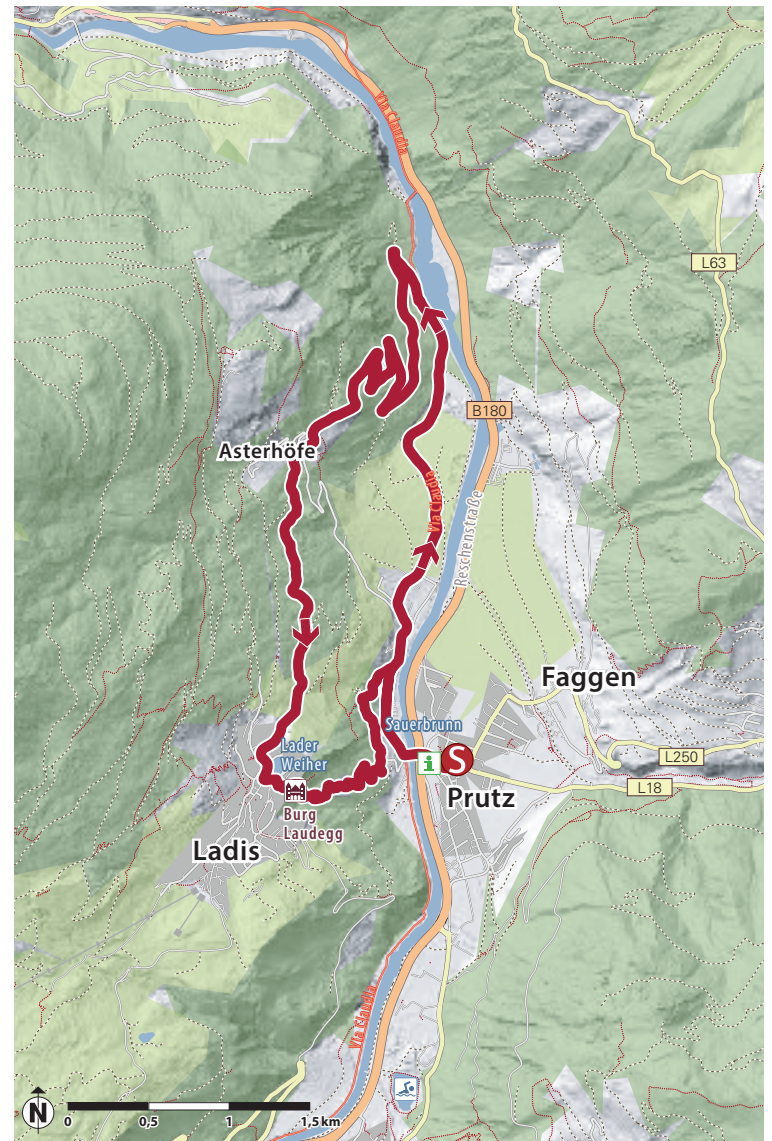 Via Claudia
L63
B180
Asterhöfe
Via Claudia
Reschenstraße
Faggen
Sauerbrunn
Lader
Weiher
i
S
L250
L18
Prutz
Burg
Laudegg
Ladis
Via Claudia
N
0
0,5
1
1,5 km